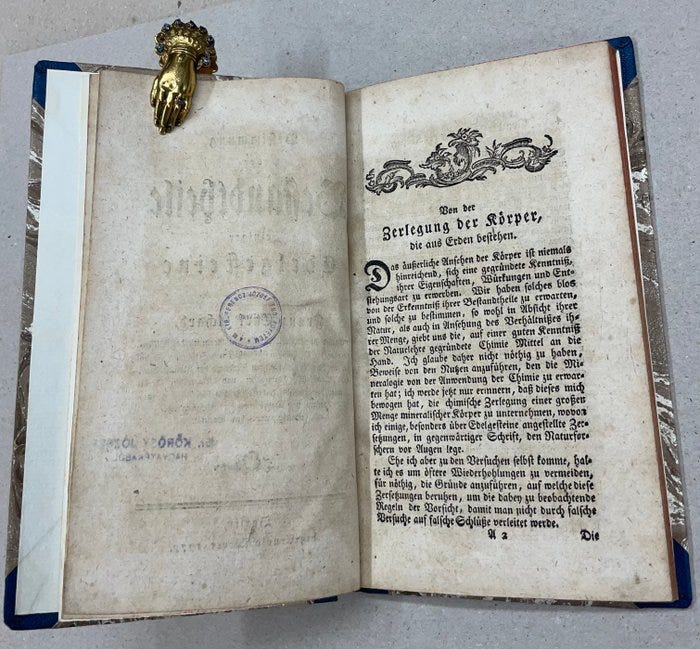 Von der
Zerlegung der Körper,
die aus Erden bestehen.
Das äußerliche Ansehen der Körper ist niemals
hinreichend, sich eine gegründete Kenntniß,
ihrer Eigenschaften, Würkungen und Ent-
stehungsart zu erwerben. Wir haben solches blos
von der Erkenntniß ihrer Bestandtheile zu erwarten,
und solche zu bestimmen, so wohl in Absicht ihrer
Natur, als auch in Ansehung des Verhältnißes ih-
rer Menge, giebt uns die, auf einer guten Kenntniß
der Naturlehre gegründete Chimie Mittel an die
Hand. Ich glaube daher nicht nöthig zu haben,
Beweise von den Nutzen anzuführen, den die Mi-
neralogie von der Anwendung der Chimie zu erwar-
ten hat; ich werde jetzt nur erinnern, daß dieses mich
bewogen hat, die chimische Zerlegung einer großen
Menge mineralischer Körper zu unternehmen, wovon
ich einige, besonders über Edelgesteine angestellte Zer-
setzungen, in gegenwärtiger Schrift, den Naturfor-
schern vor Augen lege.
Ehe ich aber zu den Versuchen selbst komme, hal-
te ich es um öftere Wiederhohlungen zu vermeiden,
für nöthig, die Gründe anzuführen, auf welche diese
Zersetzungen beruhen, um die dabey zu beobachtende
Regeln der Vorsicht, damit man nicht durch falsche
Versuche auf falsche Schlüße verleitet werde.
A 2 Die